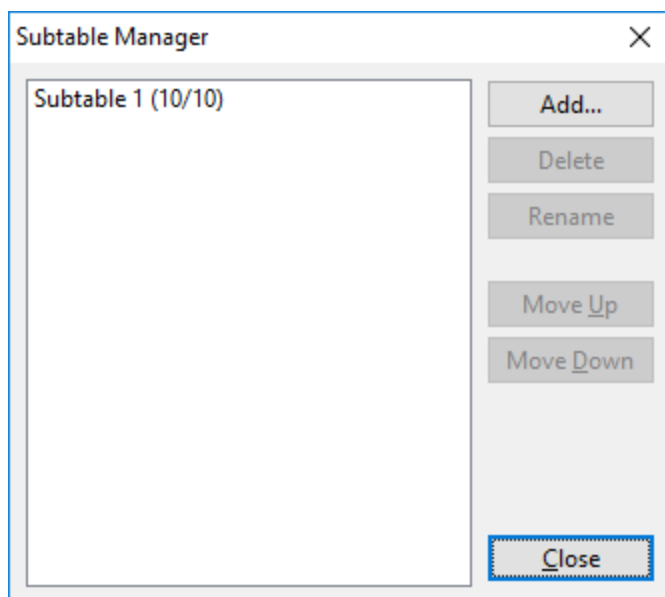 Subtable Manager
Subtable 1 (10/10)
Add...
Delete
Rename
Move Up
Move Down
Close